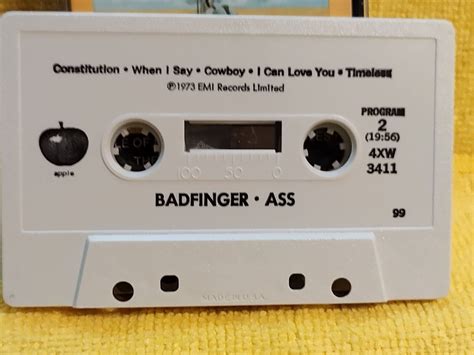 Constitution • When I Say • Cowboy • I Can Love You • Timeless
℗1973 EMI Records Limited
PROGRAM
2
(19:56)
4XW
3411
apple
100 50 0
BADFINGER • ASS
99
MADE IN U.S.A.